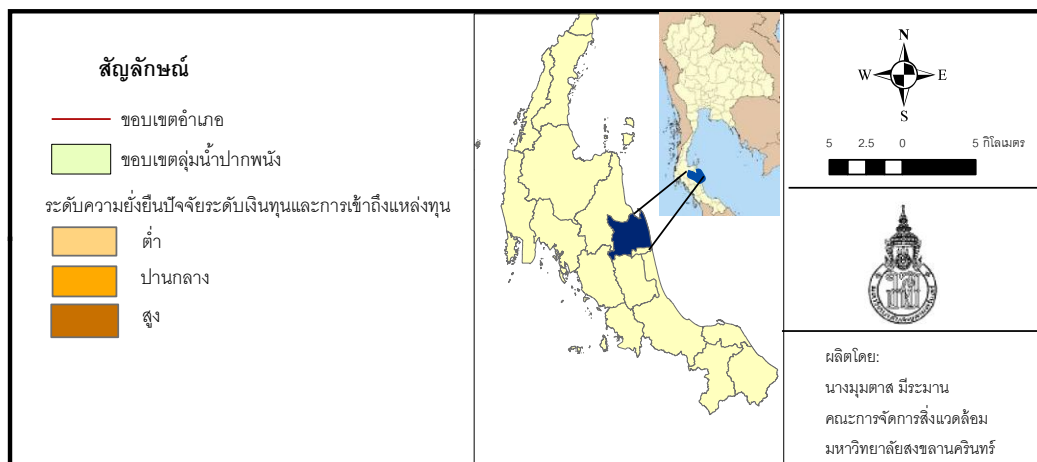 สัญลักษณ์
ขอบเขตอำเภอ
ขอบเขตลุ่มน้ำปากพนัง
ระดับความยั่งยืนปัจจัยระดับเงินทุนและการเข้าถึงแหล่งทุน
ต่ำ
ปานกลาง
สูง
N
W E
S
5 2.5 0 5 กิโลเมตร
ผลิตโดย:
นางมุมตาส มีระมาน
คณะการจัดการสิ่งแวดล้อม
มหาวิทยาลัยสงขลานครินทร์